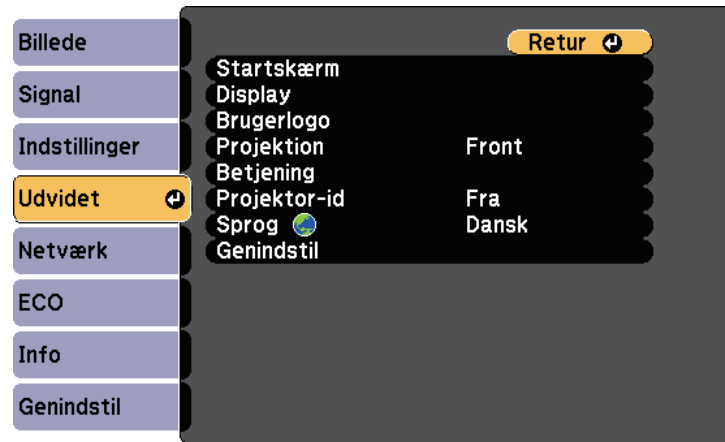 Billede
Signal
Indstillinger
Udvidet
Netværk
ECO
Info
Genindstil
Retur
Startskærm
Display
Brugerlogo
Projektion Front
Betjening
Projektor-id Fra
Sprog Dansk
Genindstil